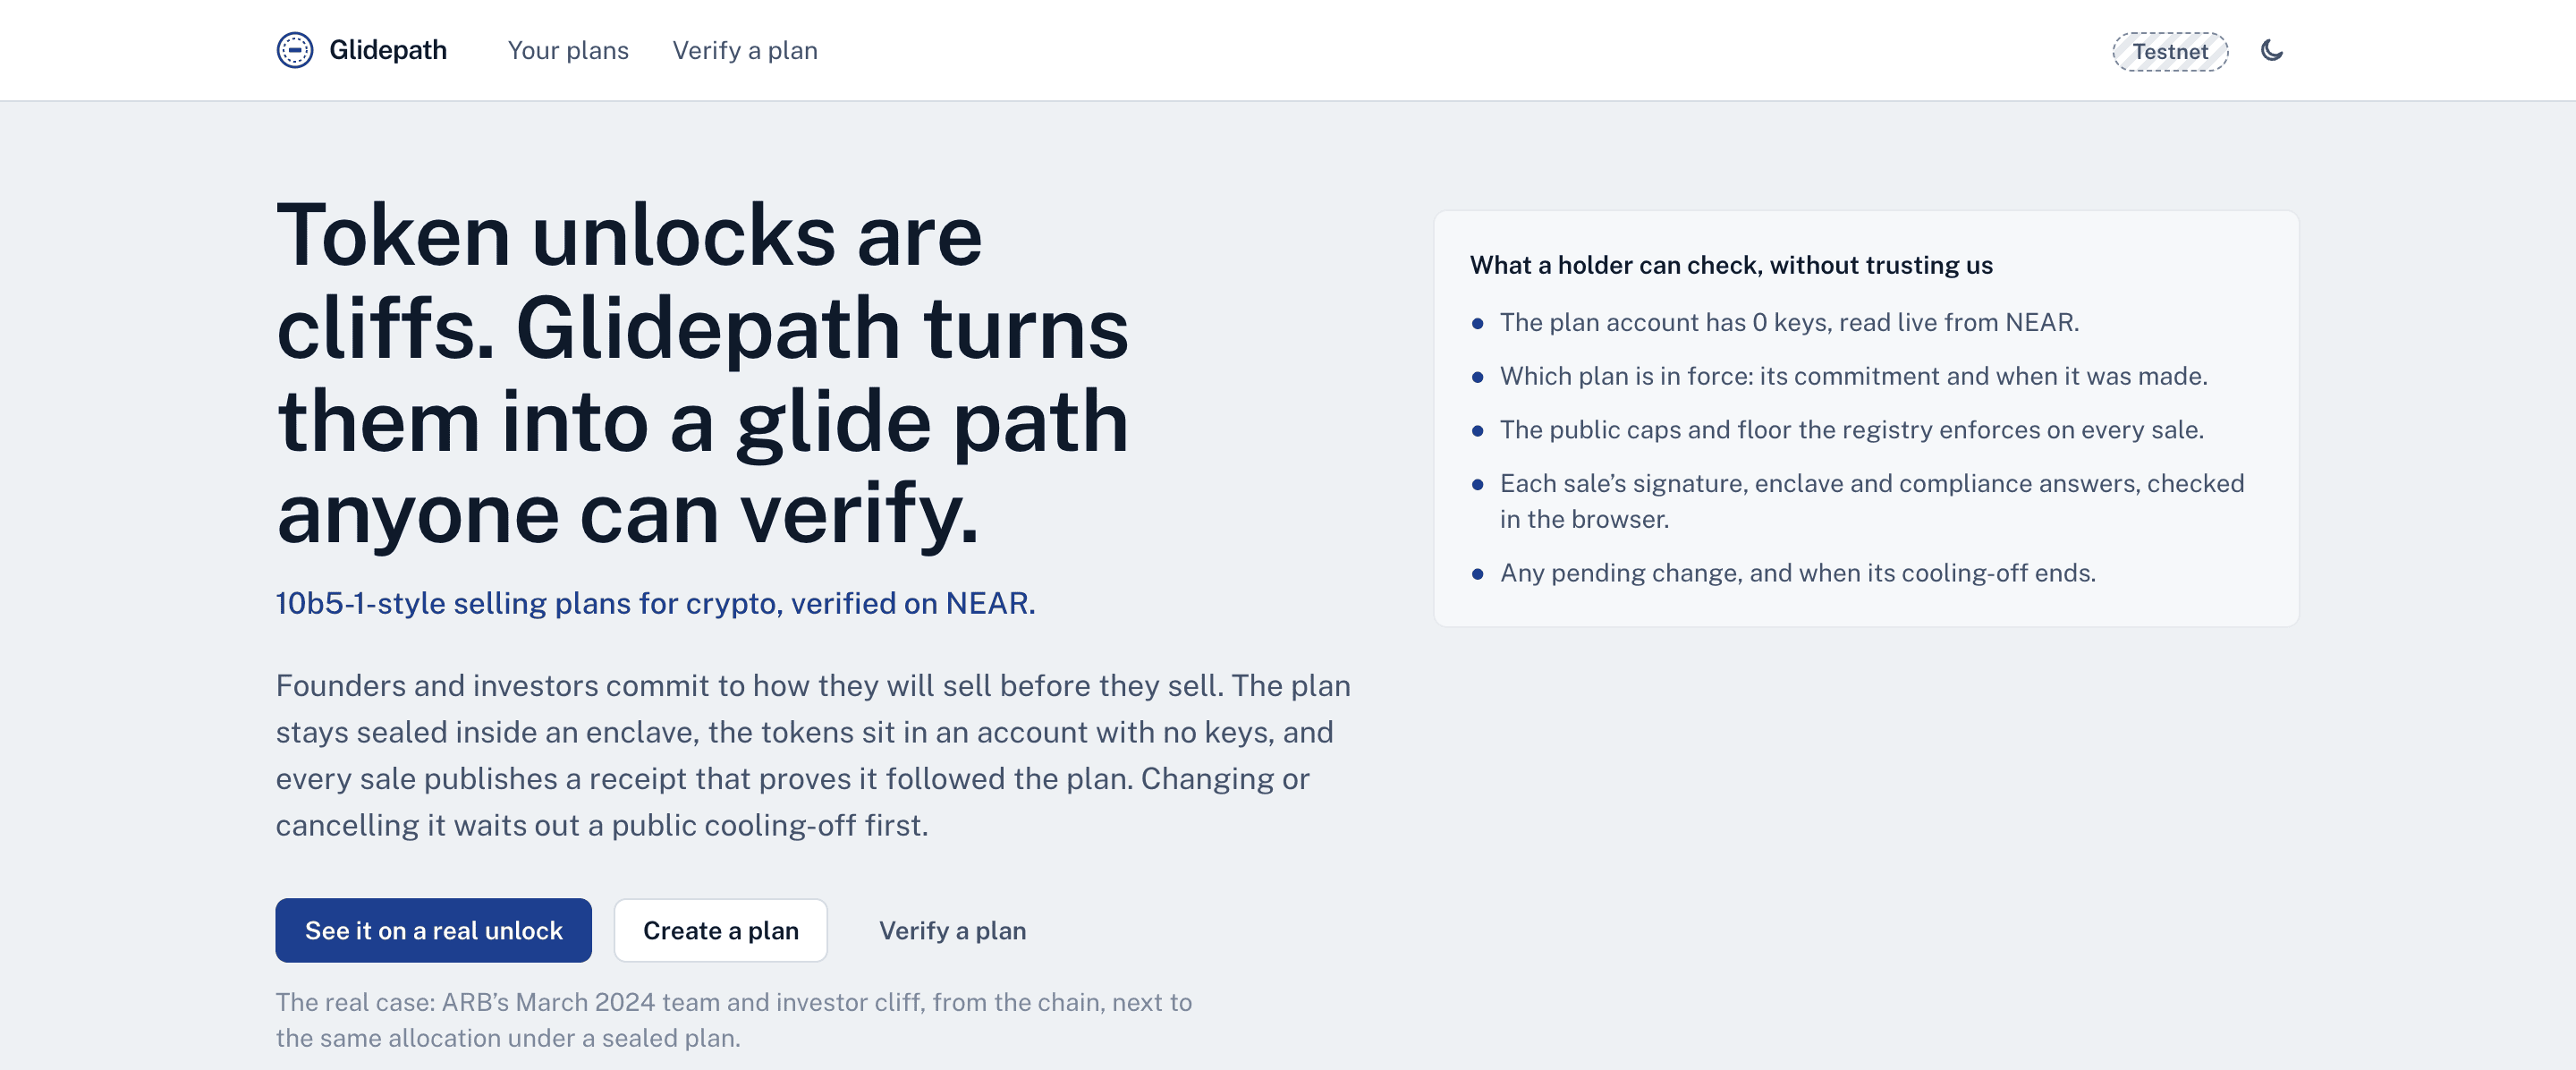 Glidepath
Your plans
Verify a plan
Testnet
Token unlocks are
cliffs. Glidepath turns
them into a glide path
anyone can verify.
10b5-1-style selling plans for crypto, verified on NEAR.
Founders and investors commit to how they will sell before they sell. The plan
stays sealed inside an enclave, the tokens sit in an account with no keys, and
every sale publishes a receipt that proves it followed the plan. Changing or
cancelling it waits out a public cooling-off first.
See it on a real unlock
Create a plan
Verify a plan
The real case: ARB’s March 2024 team and investor cliff, from the chain, next to
the same allocation under a sealed plan.
What a holder can check, without trusting us
The plan account has 0 keys, read live from NEAR.
Which plan is in force: its commitment and when it was made.
The public caps and floor the registry enforces on every sale.
Each sale’s signature, enclave and compliance answers, checked
in the browser.
Any pending change, and when its cooling-off ends.